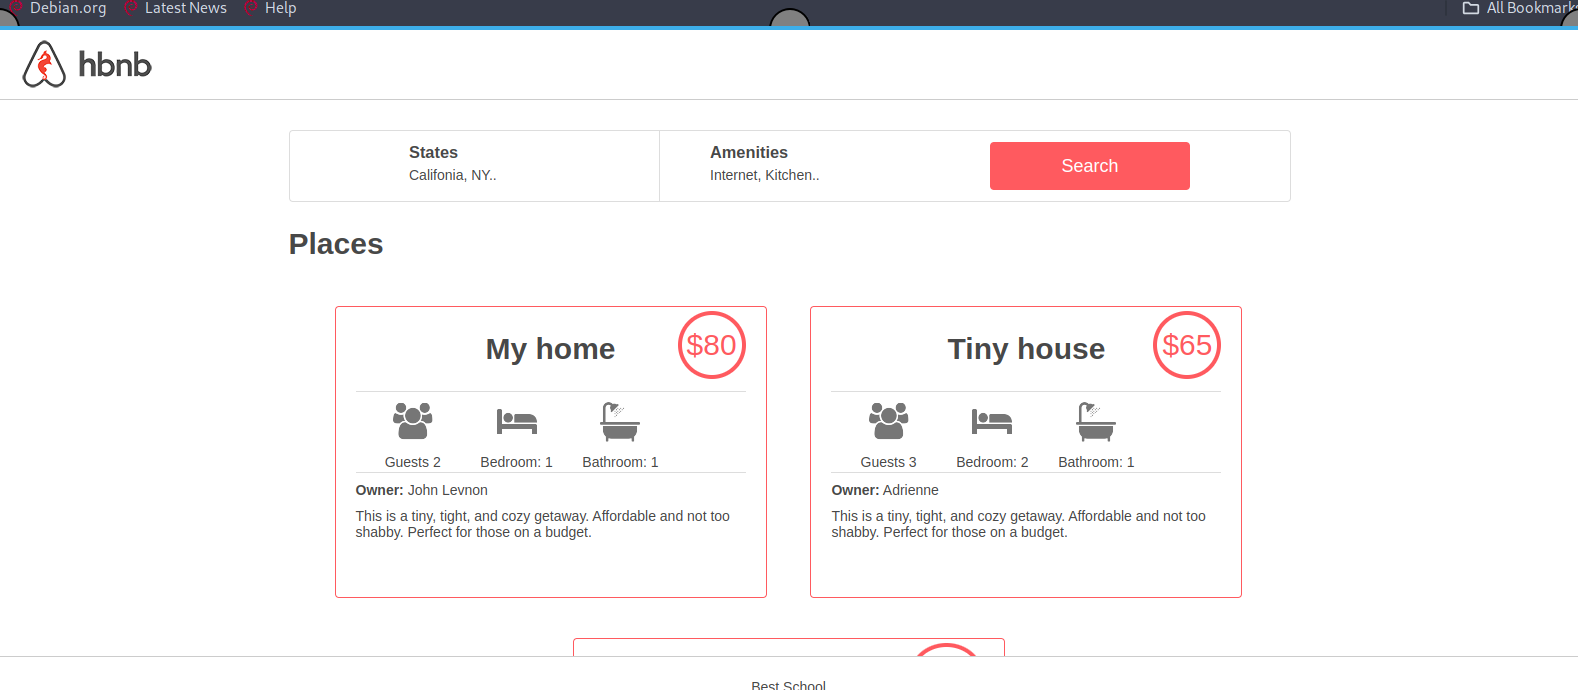 Debian.org Latest News Help All Bookmarks
hbnb
States Amenities Search
Califonia, NY.. Internet, Kitchen..
Places
My home $80
Guests 2 Bedroom: 1 Bathroom: 1
Owner: John Levnon
This is a tiny, tight, and cozy getaway. Affordable and not too
shabby. Perfect for those on a budget.
Tiny house $65
Guests 3 Bedroom: 2 Bathroom: 1
Owner: Adrienne
This is a tiny, tight, and cozy getaway. Affordable and not too
shabby. Perfect for those on a budget.
Best School